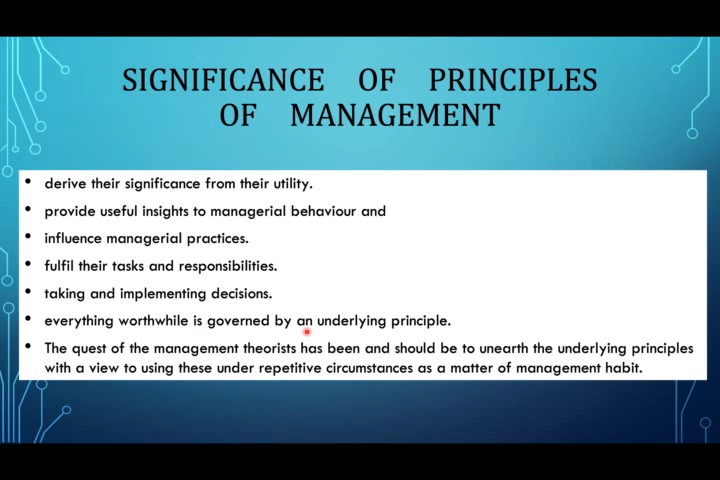 SIGNIFICANCE OF PRINCIPLES
OF MANAGEMENT
• derive their significance from their utility.
• provide useful insights to managerial behaviour and
• influence managerial practices.
• fulfil their tasks and responsibilities.
• taking and implementing decisions.
• everything worthwhile is governed by an underlying principle.
• The quest of the management theorists has been and should be to unearth the underlying principles
with a view to using these under repetitive circumstances as a matter of management habit.